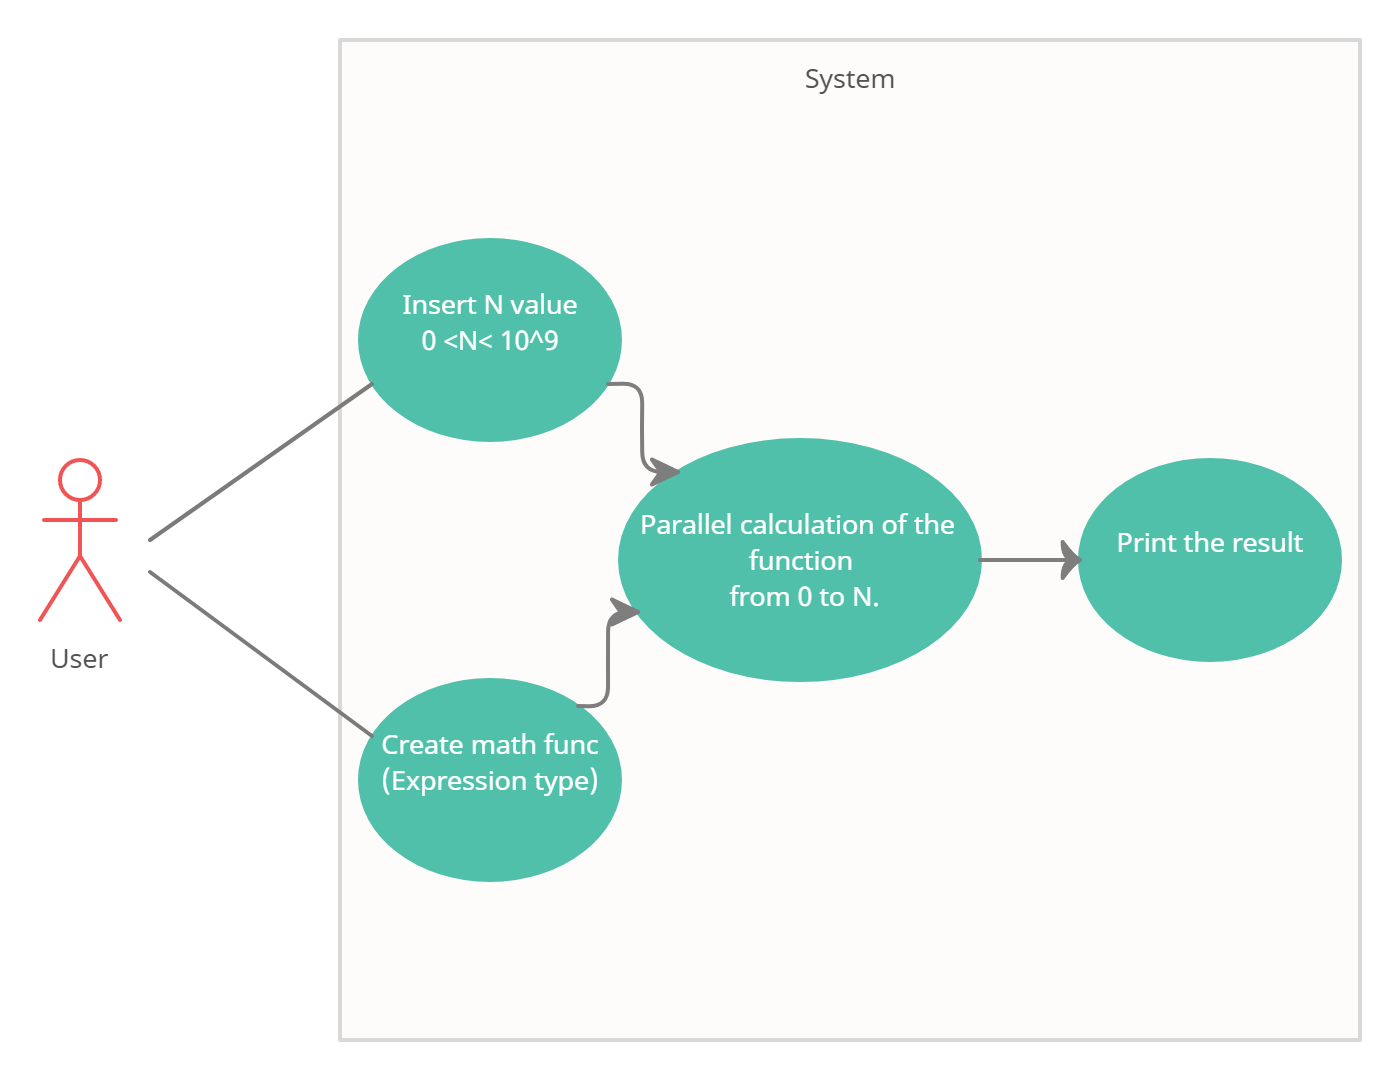 System
Insert N value
0 <N< 10^9
Parallel calculation of the
function
from 0 to N.
Print the result
User
Create math func
(Expression type)